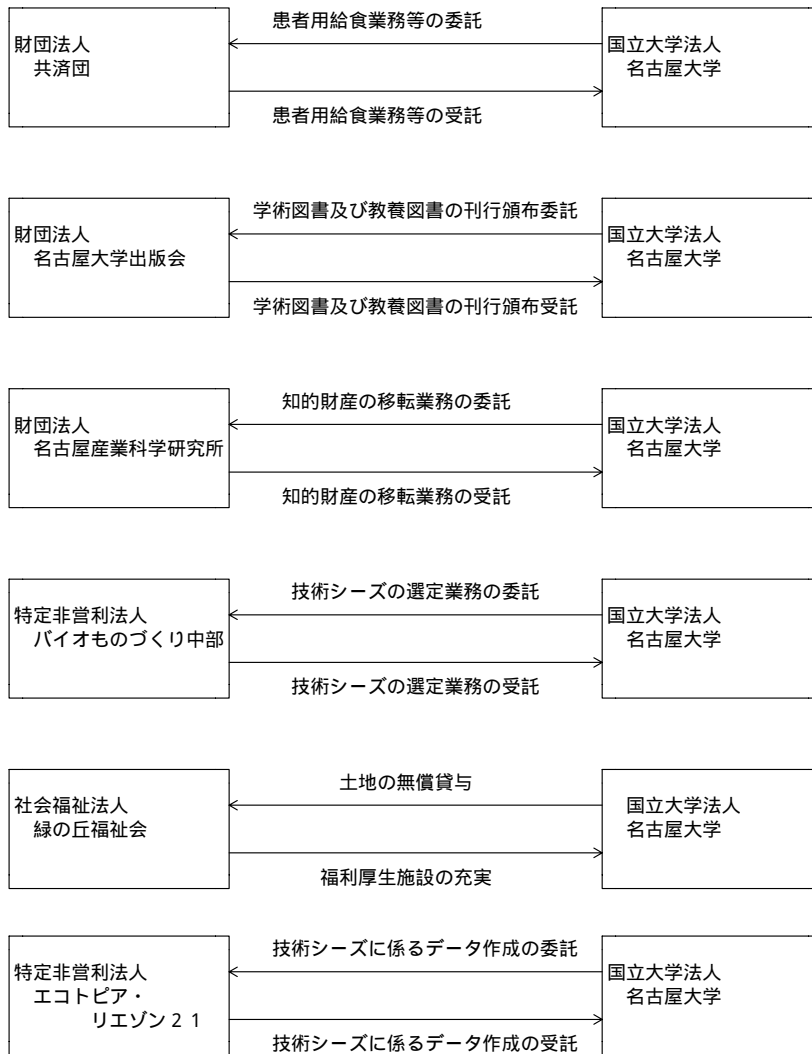 患者用給食業務等の委託
財団法人
共済団
国立大学法人
名古屋大学
患者用給食業務等の受託
学術図書及び教養図書の刊行頒布委託
財団法人
名古屋大学出版会
国立大学法人
名古屋大学
学術図書及び教養図書の刊行頒布受託
知的財産の移転業務の委託
財団法人
名古屋産業科学研究所
国立大学法人
名古屋大学
知的財産の移転業務の受託
技術シーズの選定業務の委託
特定非営利法人
バイオものづくり中部
国立大学法人
名古屋大学
技術シーズの選定業務の受託
土地の無償貸与
社会福祉法人
緑の丘福祉会
国立大学法人
名古屋大学
福利厚生施設の充実
技術シーズに係るデータ作成の委託
特定非営利法人
エコトピア・
リエゾン21
国立大学法人
名古屋大学
技術シーズに係るデータ作成の受託